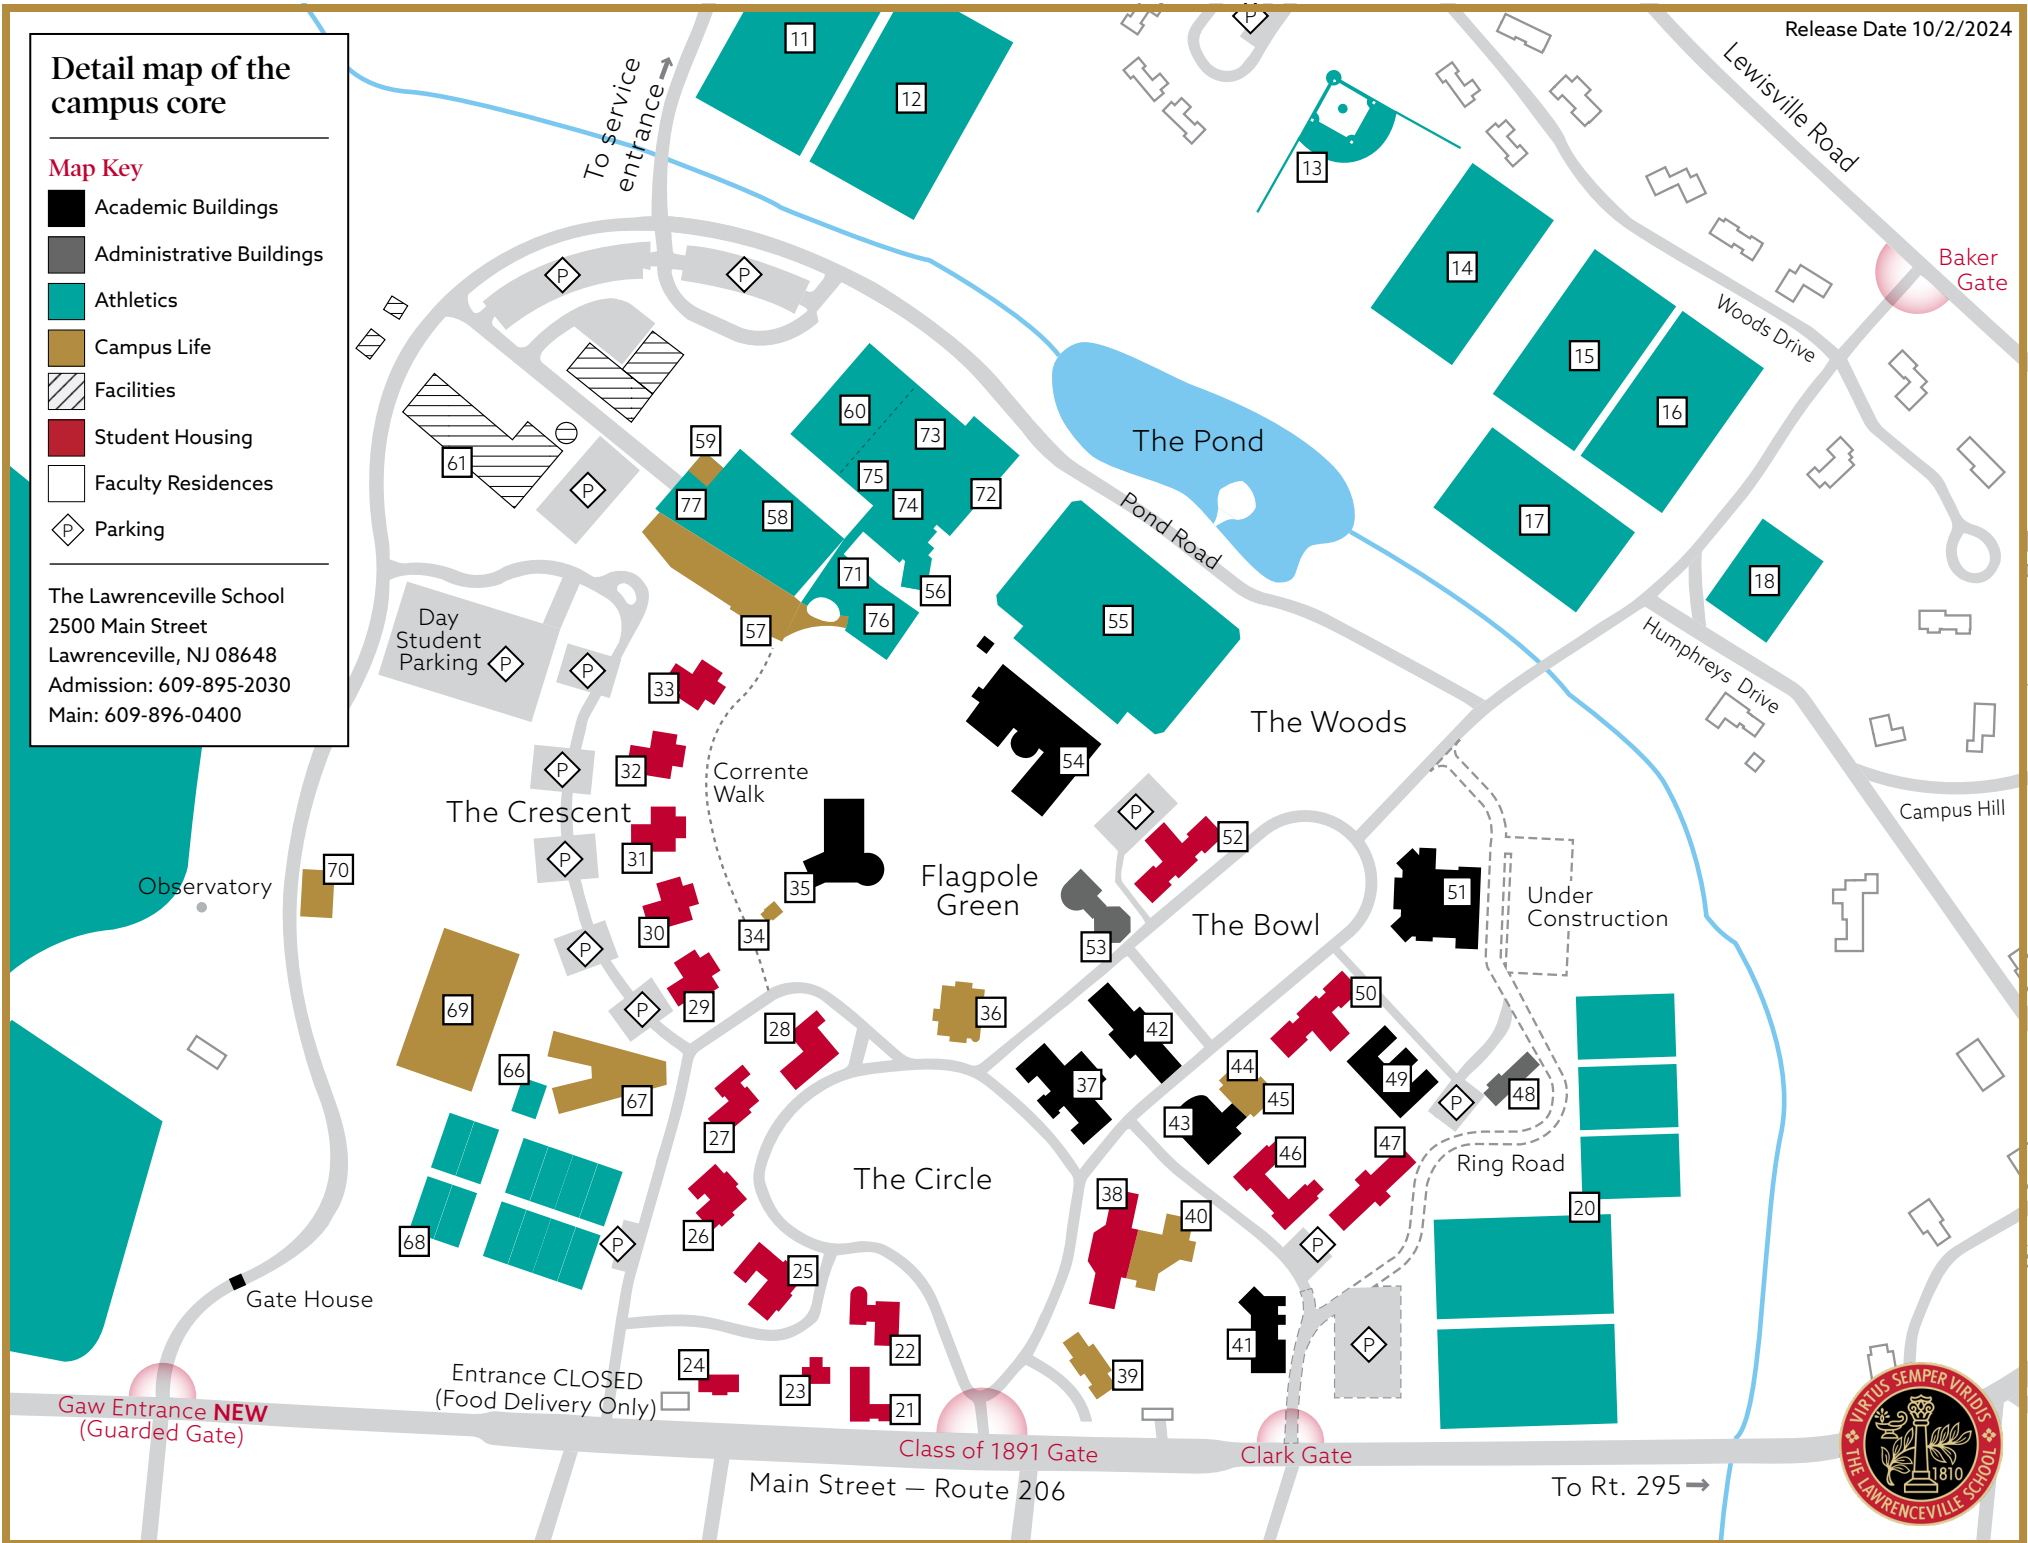 Release Date 10/2/2024
Detail map of the
campus core
Map Key
Academic Buildings
Administrative Buildings
Athletics
Campus Life
Facilities
Student Housing
Faculty Residences
P Parking
The Lawrenceville School
2500 Main Street
Lawrenceville, NJ 08648
Admission: 609-895-2030
Main: 609-896-0400
To service
entrance
P
11
12
13
Lewisville Road
Baker
Gate
14
15
16
17
18
Woods Drive
Humphreys Drive
Campus Hill
P
P
The Pond
Pond Road
59
60
73
61
P
77
58
75
74
72
71
56
76
57
55
Day
Student
Parking
P
P
33
32
P
The Crescent
Corrente
Walk
31
P
30
P
29
P
35
34
54
The Woods
P
52
Flagpole
Green
53
The Bowl
51
Under
Construction
70
Observatory
69
66
67
68
P
28
27
26
25
36
37
42
50
44
45
43
49
P
48
46
47
Ring Road
The Circle
38
40
20
P
41
P
39
Gate House
22
24
23
21
Entrance CLOSED
(Food Delivery Only)
Gaw Entrance NEW
(Guarded Gate)
Class of 1891 Gate
Clark Gate
Main Street — Route 206
To Rt. 295
VIRTUS SEMPER VIRIDIS
THE LAWRENCEVILLE SCHOOL
1810